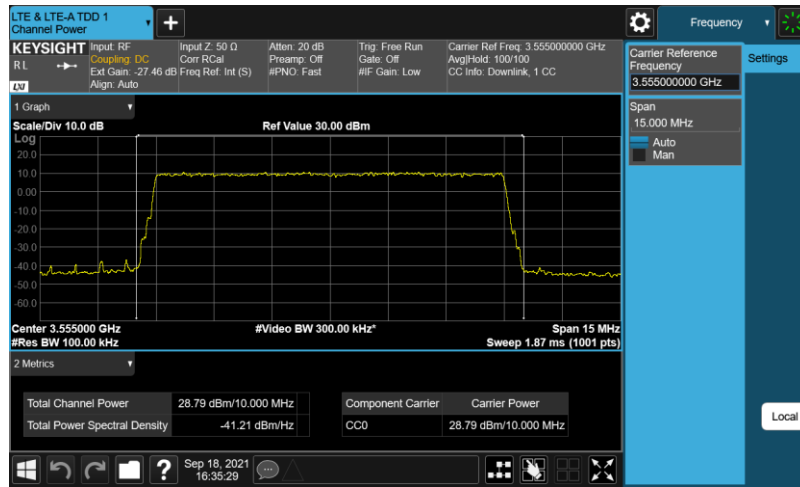 LTE & LTE-A TDD 1
Channel Power
Frequency
KEYSIGHT
RL
LXI
Input: RF
Coupling: DC
Ext Gain: -27.46 dB
Align: Auto
Input Z: 50 Ω
Corr RCal
Freq Ref: Int (S)
Atten: 20 dB
Preamp: Off
#PNO: Fast
Trig: Free Run
Gate: Off
#IF Gain: Low
Carrier Ref Freq: 3.555000000 GHz
Avg|Hold: 100/100
CC Info: Downlink, 1 CC
Carrier Reference
Frequency
3.555000000 GHz
Settings
Span
15.000 MHz
Auto
Man
1 Graph
Scale/Div 10.0 dB
Ref Value 30.00 dBm
Log
20.0
10.0
0.00
-10.0
-20.0
-30.0
-40.0
-50.0
-60.0
Center 3.555000 GHz
#Video BW 300.00 kHz*
Span 15 MHz
#Res BW 100.00 kHz
Sweep 1.87 ms (1001 pts)
2 Metrics
Total Channel Power 28.79 dBm/10.000 MHz
Total Power Spectral Density -41.21 dBm/Hz
Component Carrier Carrier Power
CC0 28.79 dBm/10.000 MHz
Local
?
Sep 18, 2021
16:35:29